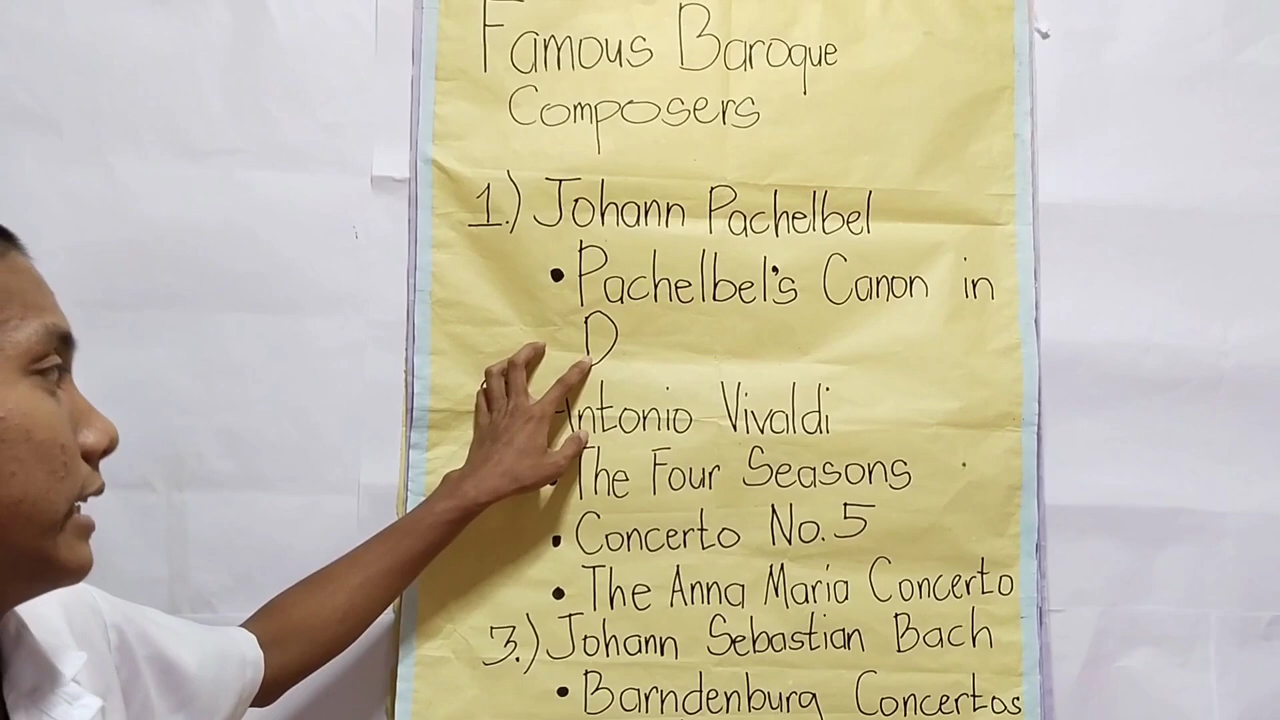 Famous Baroque
Composers
1.) Johann Pachelbel
• Pachelbel's Canon in
D
Antonio Vivaldi
• The Four Seasons
• Concerto No. 5
• The Anna Maria Concerto
3.) Johann Sebastian Bach
• Barndenburg Concertos